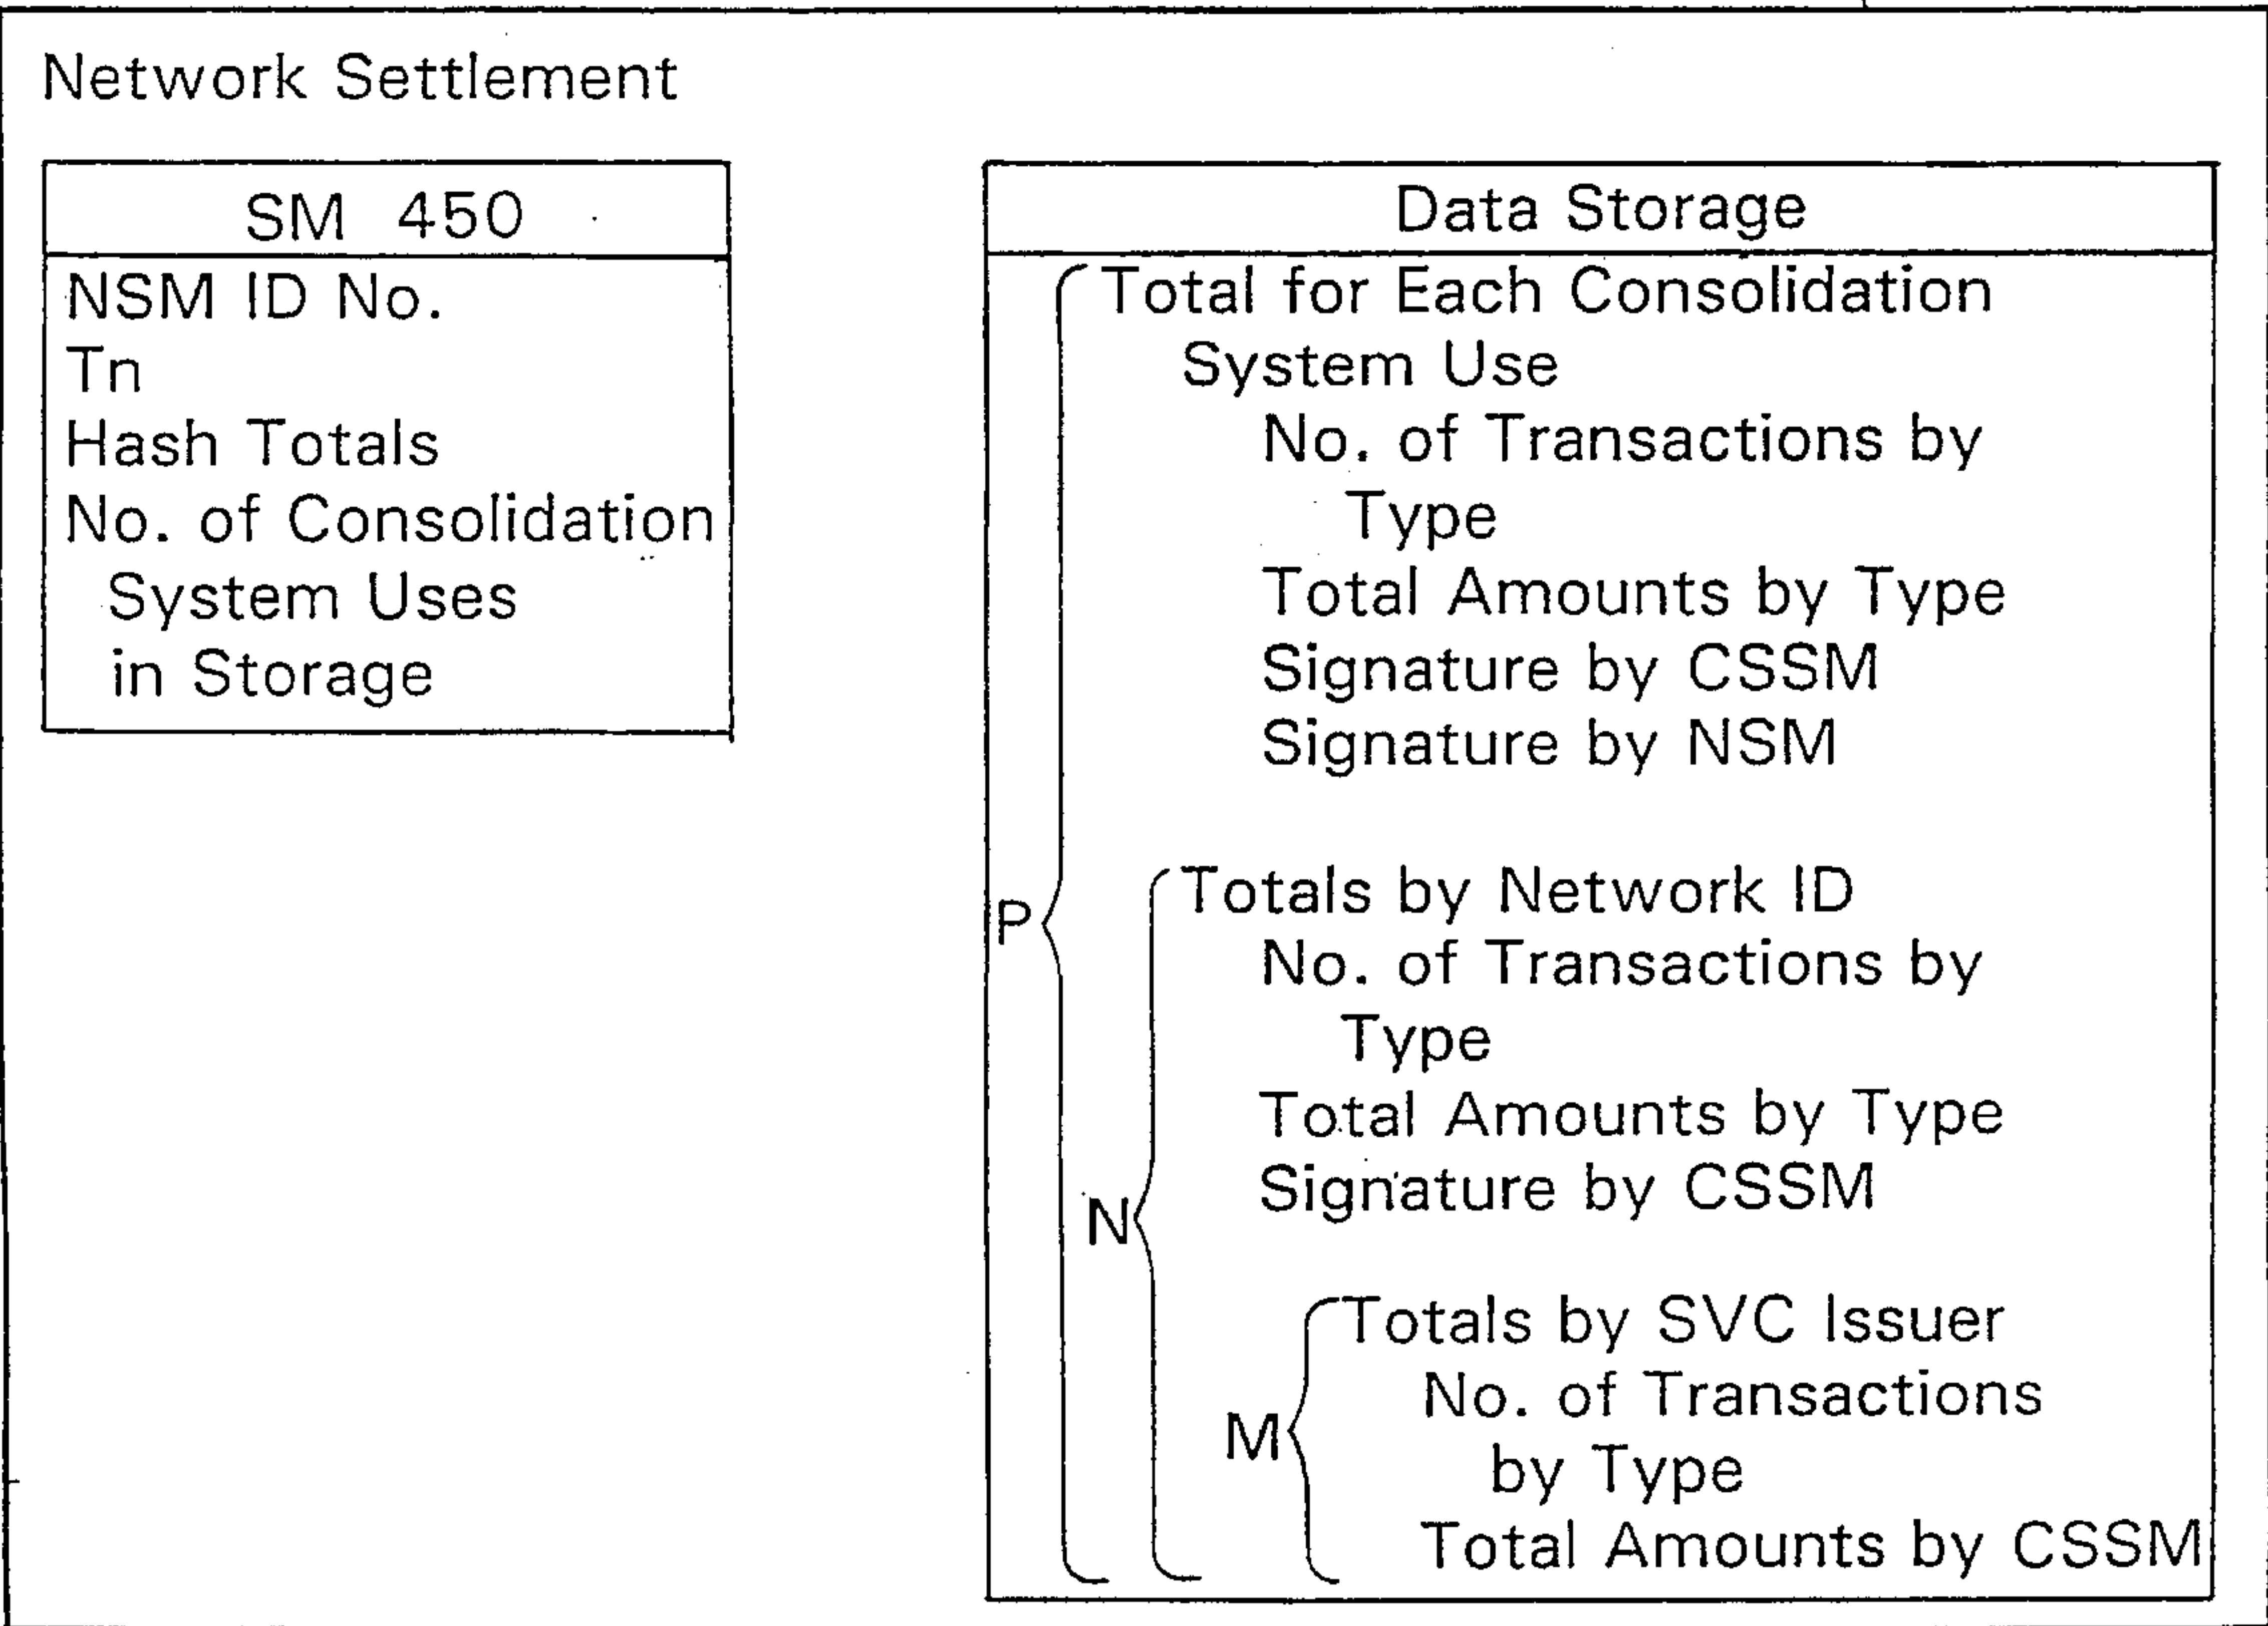 Network Settlement
SM 450
NSM ID No.
Tn
Hash Totals
No. of Consolidation
System Uses
in Storage
Data Storage
Total for Each Consolidation
System Use
No. of Transactions by
Type
Total Amounts by Type
Signature by CSSM
Signature by NSM
P
Totals by Network ID
No. of Transactions by
Type
Total Amounts by Type
Signature by CSSM
N
Totals by SVC Issuer
No. of Transactions
M
by Type
Total Amounts by CSSM